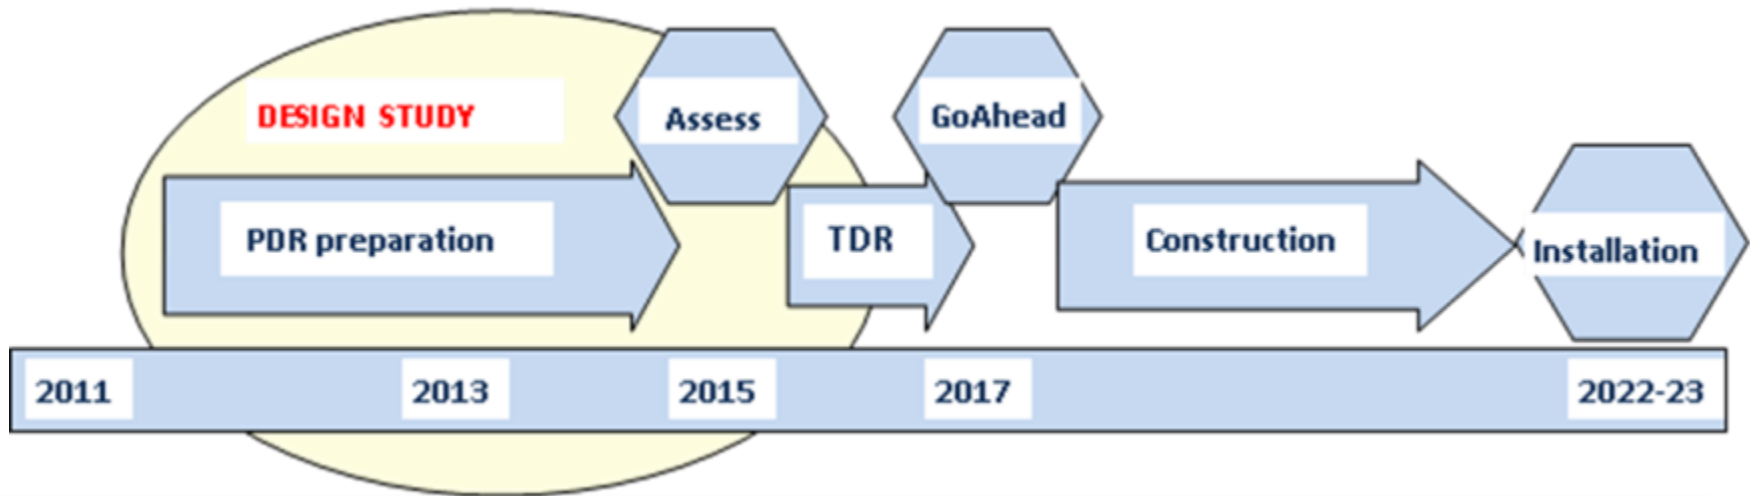 DESIGN STUDY
Assess
GoAhead
PDR preparation
TDR
Construction
Installation
2011
2013
2015
2017
2022-23